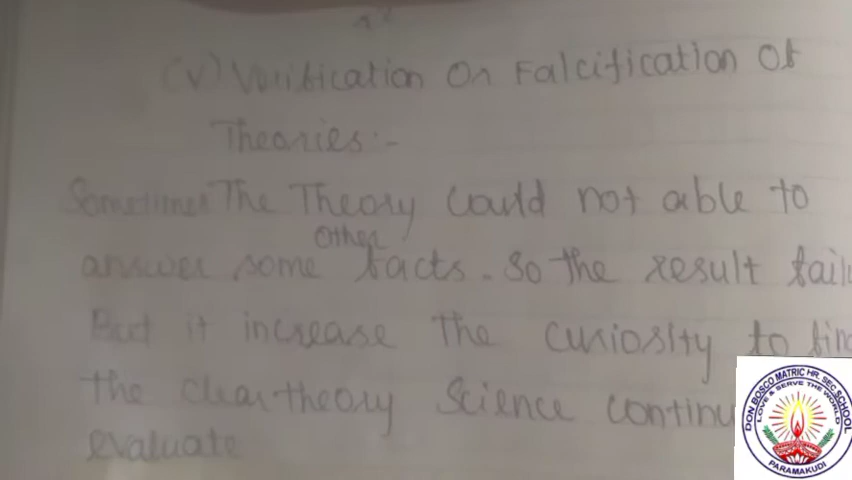 (V) Verification Or Falcification Of
Theories:-
Sometimes The Theory Could not able to
other
answer some facts. So the result fail
But it increase the curiosity to find
the clear theory Science continu
evaluate
DON BOSCO MATRIC HR. SEC. SCHOOL
LOVE & SERVE THE WORLD
PARAMAKUDI